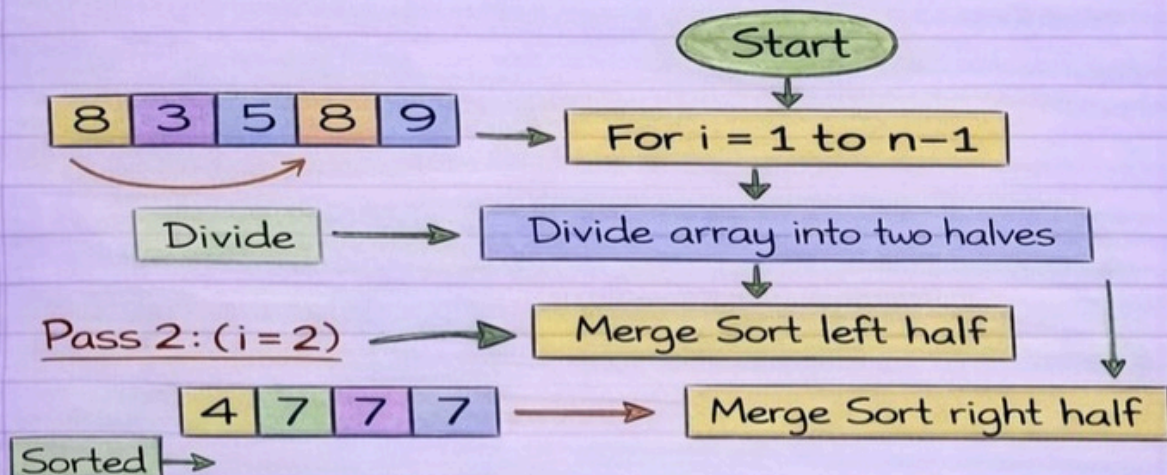 Start
8 3 5 8 9
For i = 1 to n-1
Divide
Divide array into two halves
Pass 2: (i = 2)
Merge Sort left half
4 7 7 7
Merge Sort right half
Sorted